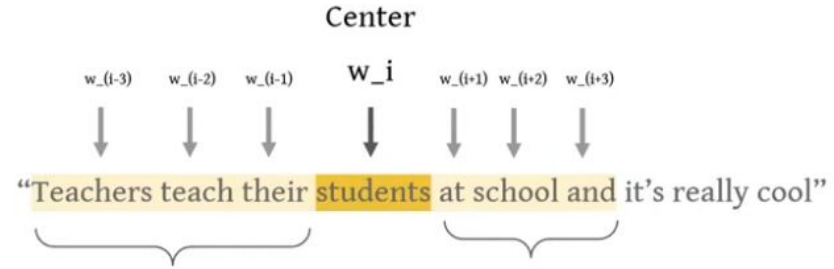 Center
w_i
w_(i-3) w_(i-2) w_(i-1) w_(i+1) w_(i+2) w_(i+3)
“Teachers teach their students at school and it’s really cool”